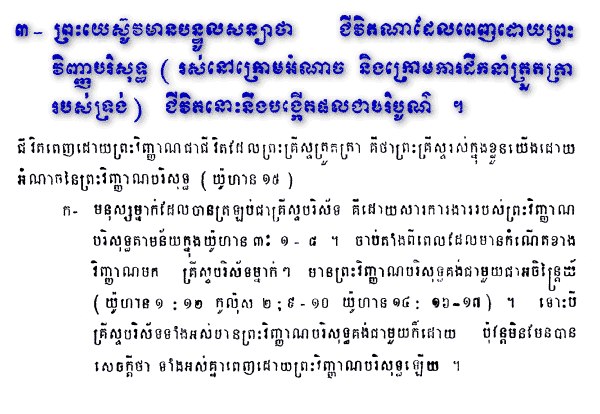 ៣ - ព្រះយេស៊ូវមានបន្ទូលសន្យាថា ជីវិតណាដែលពេញដោយព្រះ
វិញ្ញាបរិសុទ្ធ ( រស់នៅក្រោមអំណាច និងក្រោមការដឹកនាំត្រួតត្រា
របស់ទ្រង់ ) ជីវិតនោះនឹងបង្កើតផលជាបរិបូណ៌ ។
ជីវិតពេញដោយព្រះវិញ្ញាណជាជីវិតដែលព្រះគ្រីស្ទត្រួតត្រា គឺថាព្រះគ្រីស្ទរស់ក្នុងខ្លួនយើងដោយ
អំណាចនៃព្រះវិញ្ញាណបរិសុទ្ធ ( យ៉ូហាន ១៥ )
ក- មនុស្សម្នាក់ដែលបានត្រឡប់ជាគ្រីស្ទបរិស័ទ គឺដោយសារការងាររបស់ព្រះវិញ្ញាណ
បរិសុទ្ធតាមន័យក្នុងយ៉ូហាន ៣: ១ - ៨ ។ ចាប់តាំងពីពេលដែលមានកំណើតខាង
វិញ្ញាណមក គ្រីស្ទបរិស័ទម្នាក់ៗ មានព្រះវិញ្ញាណបរិសុទ្ធគង់ជាមួយជាអចិន្ត្រៃយ៍
( យ៉ូហាន ១ : ១២ កូល៉ុស ២ ; ៩ - ១០ យ៉ូហាន ១៤ : ១៦-១៧ ) ។ ទោះបី
គ្រីស្ទបរិស័ទទាំងអស់មានព្រះវិញ្ញាណបរិសុទ្ធគង់ជាមួយក៏ដោយ ប៉ុន្តែមិនមែនបាន
សេចក្ដីថា ទាំងអស់គ្នាពេញដោយព្រះវិញ្ញាណបរិសុទ្ធឡើយ ។